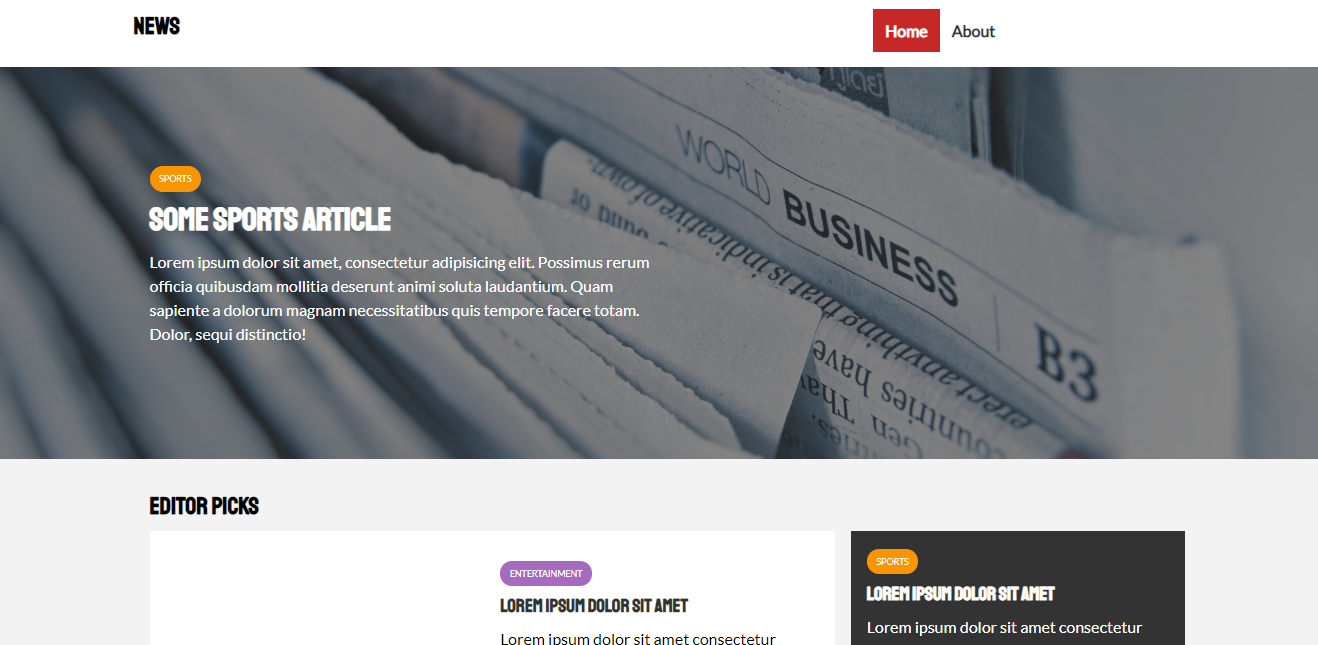 NEWS
Home About
WORLD BUSINESS
B3
SPORTS
SOME SPORTS ARTICLE
Lorem ipsum dolor sit amet, consectetur adipisicing elit. Possimus rerum
officia quibusdam mollitia deserunt animi soluta laudantium. Quam
sapiente a dolorum magnam necessitatibus quis tempore facere totam.
Dolor, sequi distinctio!
countries have
EDITOR PICKS
ENTERTAINMENT
LOREM IPSUM DOLOR SIT AMET
Lorem ipsum dolor sit amet consectetur
SPORTS
LOREM IPSUM DOLOR SIT AMET
Lorem ipsum dolor sit amet consectetur